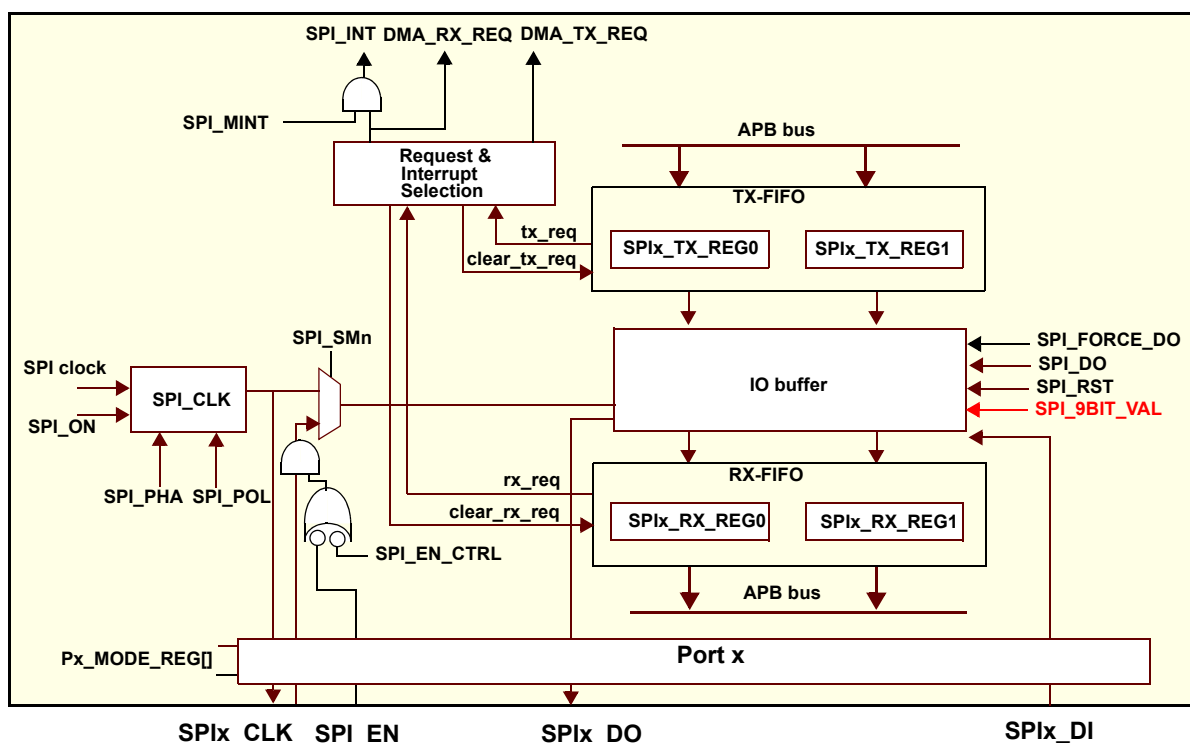 SPI_INT DMA_RX_REQ DMA_TX_REQ
SPI_MINT
APB bus
Request &
Interrupt
Selection
TX-FIFO
tx_req
SPIx_TX_REG0
SPIx_TX_REG1
clear_tx_req
SPI_SMn
SPI_FORCE_DO
SPI clock
SPI_DO
SPI_CLK
IO buffer
SPI_RST
SPI_9BIT_VAL
SPI_ON
RX-FIFO
SPI_PHA SPI_POL
rx_req
clear_rx_req
SPIx_RX_REG0
SPIx_RX_REG1
SPI_EN_CTRL
APB bus
Px_MODE_REG[]
Port x
SPIx_CLK SPI_EN
SPIx_DO
SPIx_DI